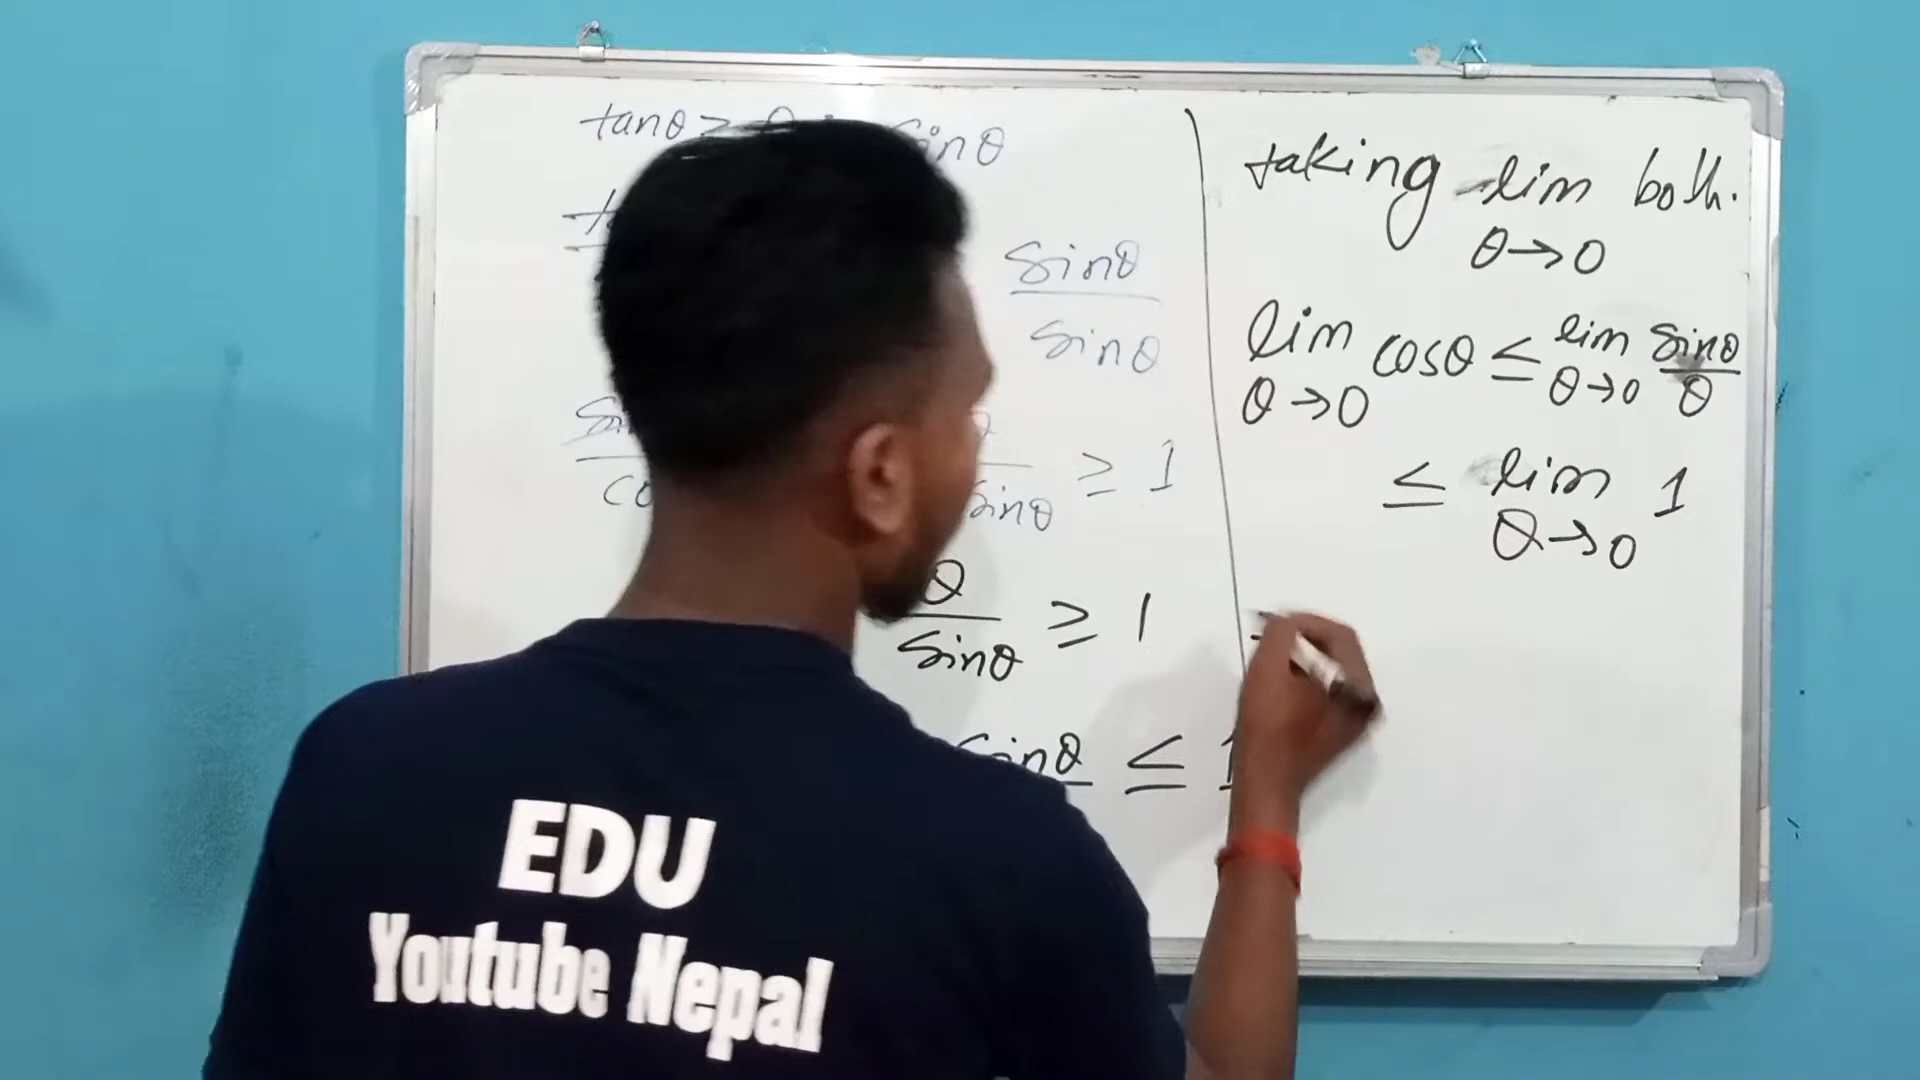 tanθ ≥ θ sinθ
sinθ
sinθ
≥ 1
sinθ
θ
sinθ ≥ 1
sinθ ≤ 1
taking lim both.
θ→0
lim cosθ ≤ lim sinθ
θ→0 θ→0 θ
≤ lim 1
θ→0
EDU
Youtube Nepal